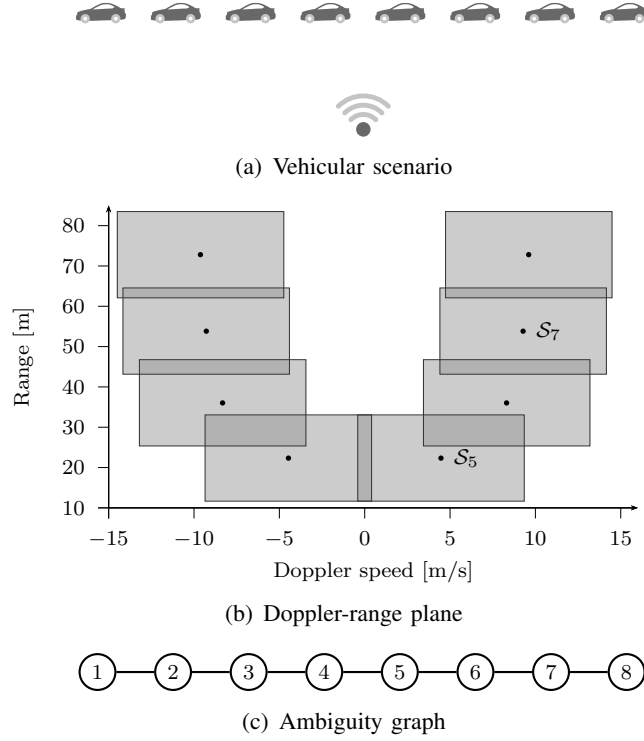 (a) Vehicular scenario
80
70
60
50
40
30
20
10
Range [m]
𝒮₇
𝒮₅
−15 −10 −5 0 5 10 15
Doppler speed [m/s]
(b) Doppler-range plane
1 2 3 4 5 6 7 8
(c) Ambiguity graph